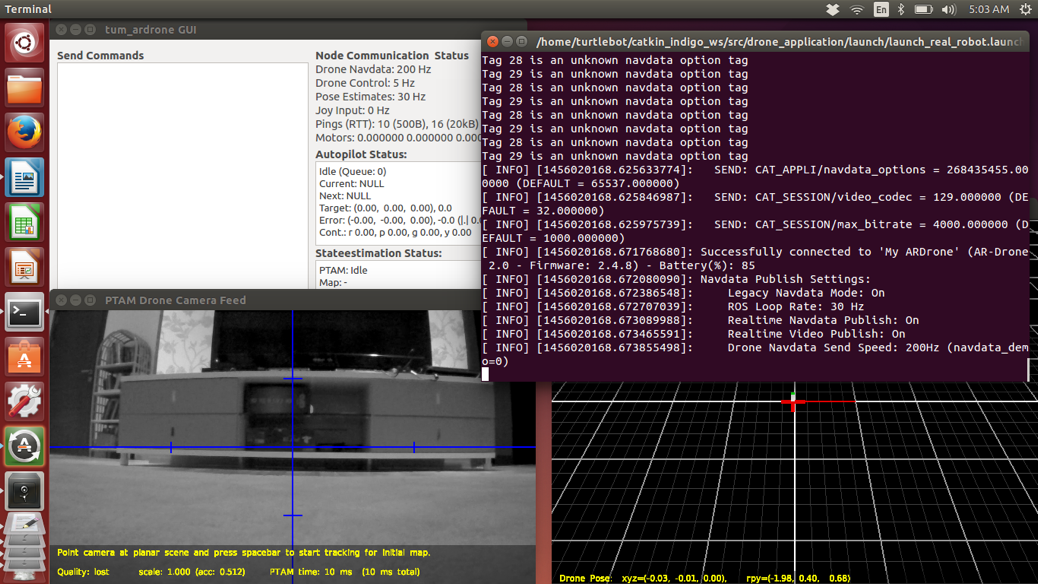 Terminal
En
5:03 AM
tum_ardrone GUI
Send Commands
Node Communication Status
Drone Navdata: 200 Hz
Drone Control: 5 Hz
Pose Estimates: 30 Hz
Joy Input: 0 Hz
Pings (RTT): 10 (500B), 16 (20kB)
Motors: 0.000000 0.000000 0.000
Autopilot Status:
Idle (Queue: 0)
Current: NULL
Next: NULL
Target: (0.00, 0.00, 0.00), 0.0
Error: (-0.00, -0.00, 0.00), -0.0 (|.| 0.0
Cont.: r 0.00, p 0.00, g 0.00, y 0.00
Stateestimation Status:
PTAM: Idle
Map: -
/home/turtlebot/catkin_indigo_ws/src/drone_application/launch/launch_real_robot.launch
Tag 28 is an unknown navdata option tag
Tag 29 is an unknown navdata option tag
Tag 28 is an unknown navdata option tag
Tag 29 is an unknown navdata option tag
Tag 28 is an unknown navdata option tag
Tag 29 is an unknown navdata option tag
Tag 28 is an unknown navdata option tag
Tag 29 is an unknown navdata option tag
[ INFO] [1456020168.625633774]: SEND: CAT_APPLI/navdata_options = 268435455.00
0000 (DEFAULT = 65537.000000)
[ INFO] [1456020168.625846987]: SEND: CAT_SESSION/video_codec = 129.000000 (DE
FAULT = 32.000000)
[ INFO] [1456020168.625975739]: SEND: CAT_SESSION/max_bitrate = 4000.000000 (D
EFAULT = 1000.000000)
[ INFO] [1456020168.671768680]: Successfully connected to 'My ARDrone' (AR-Drone
2.0 - Firmware: 2.4.8) - Battery(%): 85
[ INFO] [1456020168.672080090]: Navdata Publish Settings:
[ INFO] [1456020168.672386548]: Legacy Navdata Mode: On
[ INFO] [1456020168.672707039]: ROS Loop Rate: 30 Hz
[ INFO] [1456020168.673089988]: Realtime Navdata Publish: On
[ INFO] [1456020168.673465591]: Realtime Video Publish: On
[ INFO] [1456020168.673855498]: Drone Navdata Send Speed: 200Hz (navdata_dem
o=0)
PTAM Drone Camera Feed
Point camera at planar scene and press spacebar to start tracking for initial map.
Quality: lost scale: 1.000 (acc: 0.512) PTAM time: 10 ms (10 ms total)
Drone Pose: xyz=(-0.03, -0.01, 0.00), rpy=(-1.98, 0.40, 0.68)